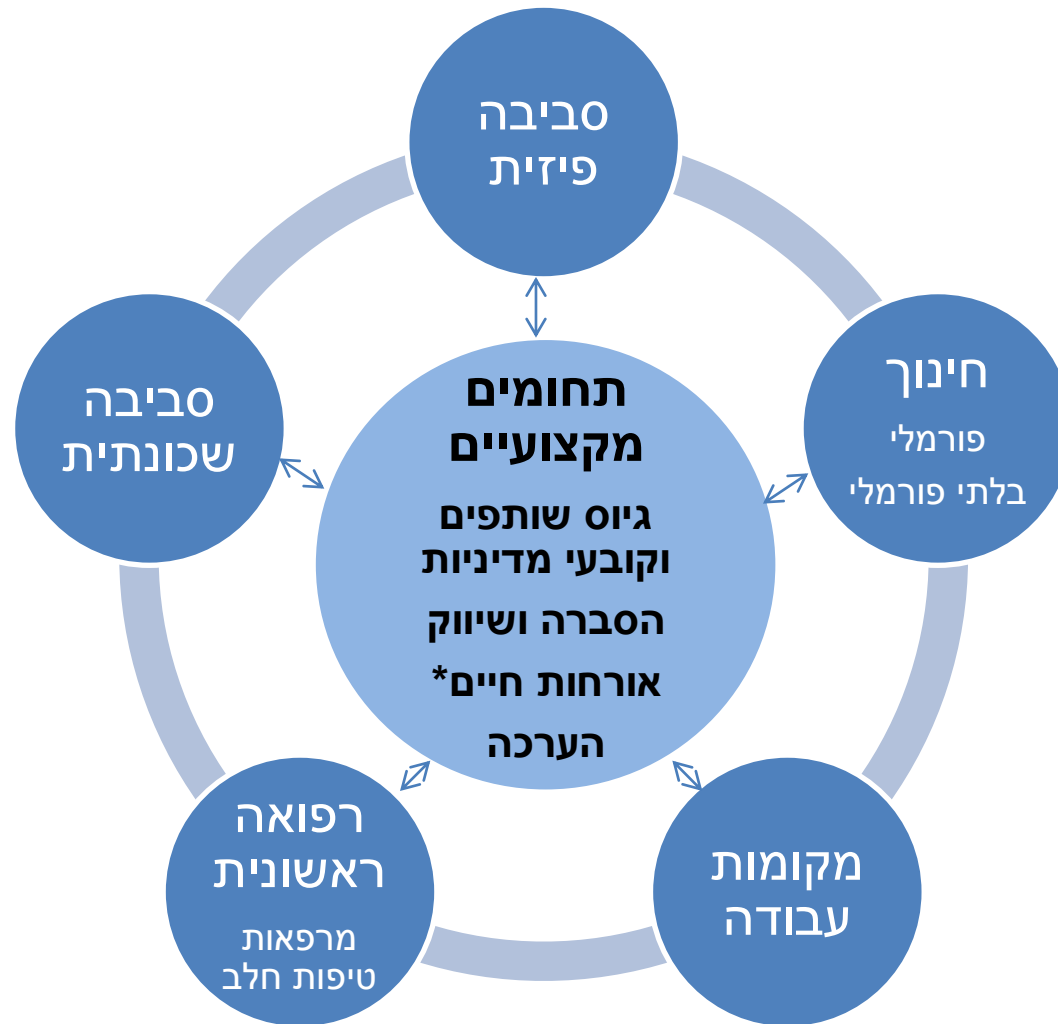 סביבה
פיזית
חינוך
פורמלי
בלתי פורמלי
סביבה
שכונתית
תחומים
מקצועיים
גיוס שותפים
וקובעי מדיניות
הסברה ושיווק
אורחות חיים*
הערכה
רפואה
ראשונית
מרפאות
טיפות חלב
מקומות
עבודה